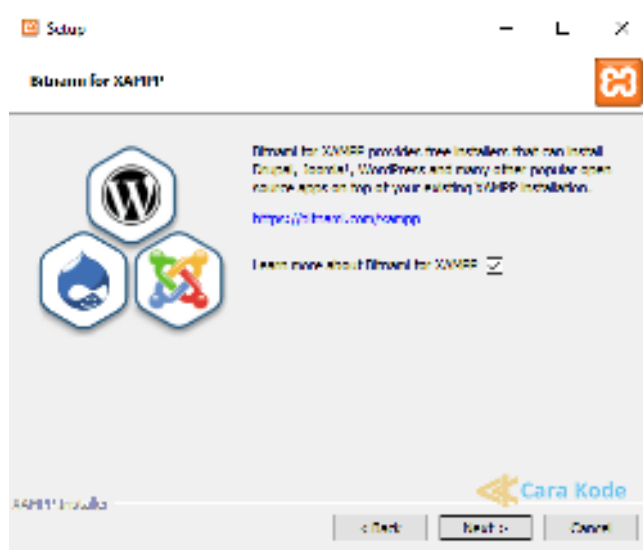 Setup
Bitnami for XAMPP
Bitnami for XAMPP provides free installers that can install
Drupal, Joomla!, WordPress and many other popular open
source apps on top of your existing XAMPP installation.
https://bitnami.com/xampp
Learn more about Bitnami for XAMPP
Cara Kode
XAMPP Installer
< Back
Next >
Cancel